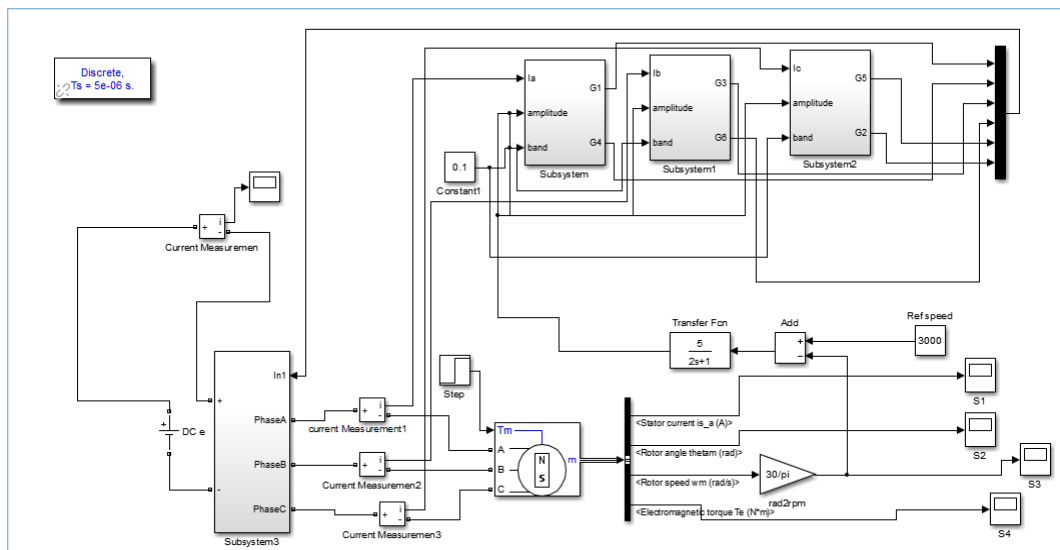 Discrete,
Ts = 5e-06 s.
Ia
amplitude
band
G1
G4
Subsystem
Ib
amplitude
band
G3
G6
Subsystem1
Ic
amplitude
band
G5
G2
Subsystem2
0.1
Constant1
+
i
-
Current Measuremen
In1
+
-
PhaseA
PhaseB
PhaseC
Subsystem3
+
DC e
-
+
i
-
current Measurement1
+
i
-
Current Measuremen2
+
i
-
Current Measuremen3
Step
Tm
A
B
C
N
S
m
Transfer Fcn
5
2s+1
Add
+
−
Ref speed
3000
<Stator current is_a (A)>
<Rotor angle thetam (rad)>
<Rotor speed wm (rad/s)>
<Electromagnetic torque Te (N*m)>
30/pi
rad2rpm
S1
S2
S3
S4